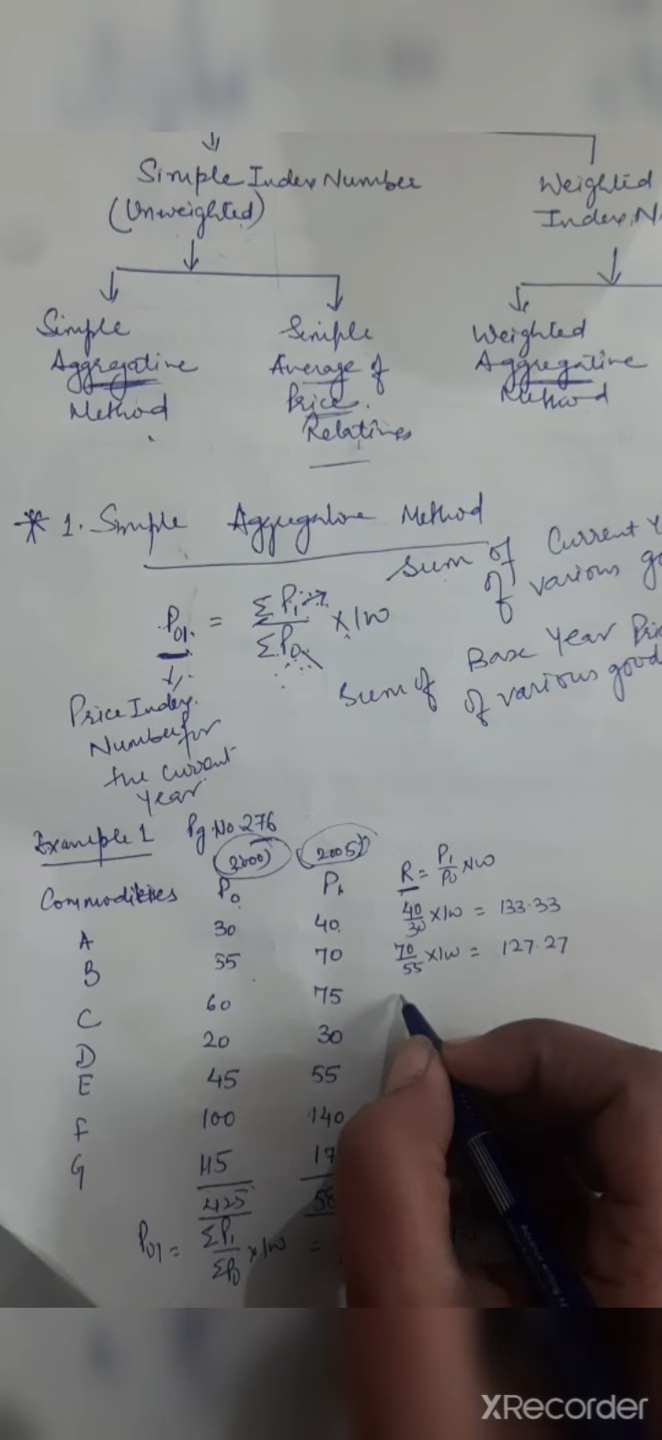 Simple Index Number
(Unweighted)
Weighted
Index
Simple
Aggregative
Method
Simple
Average of
Price
Relatives
Weighted
Aggregative
Method
* 1. Simple Aggregative Method
P01 = ΣP1 / ΣP0 × 100
Sum of Current
of various
Sum of Base Year
of various good
Price Index
Number for
the current
Year
Example 1 Pg. No. 276
(2000) (2005)
Commodities P0 P1 R = P1/P0 × 100
A 30 40 40/30 × 100 = 133.33
B 55 70 70/55 × 100 = 127.27
C 60 75
D 20 30
E 45 55
F 100 140
G 115 17
425 5
P01 = ΣP1 / ΣP0 × 100 =
XRecorder